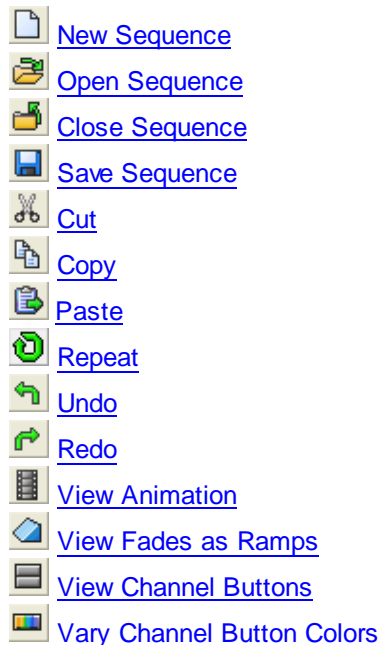 New Sequence
Open Sequence
Close Sequence
Save Sequence
Cut
Copy
Paste
Repeat
Undo
Redo
View Animation
View Fades as Ramps
View Channel Buttons
Vary Channel Button Colors